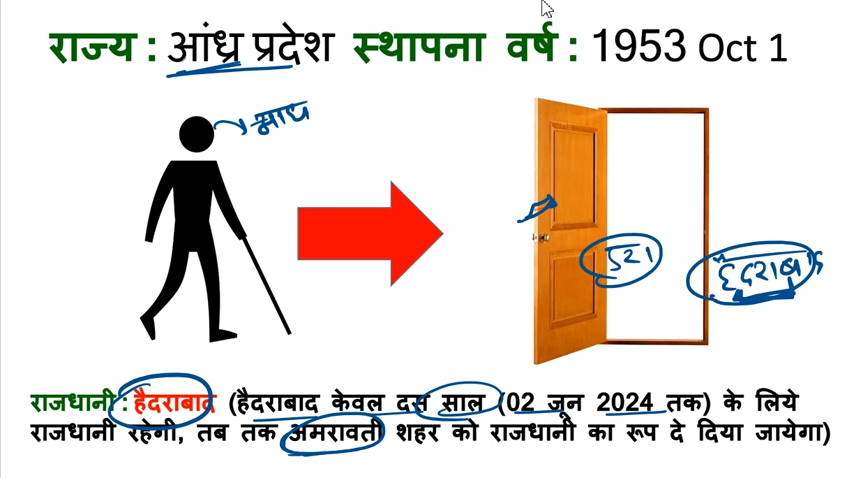 राज्य : आंध्र प्रदेश स्थापना वर्ष : 1953 Oct 1
राजधानी : हैदराबाद (हैदराबाद केवल दस साल (02 जून 2024 तक) के लिये
राजधानी रहेगी, तब तक अमरावती शहर को राजधानी का रूप दे दिया जायेगा)